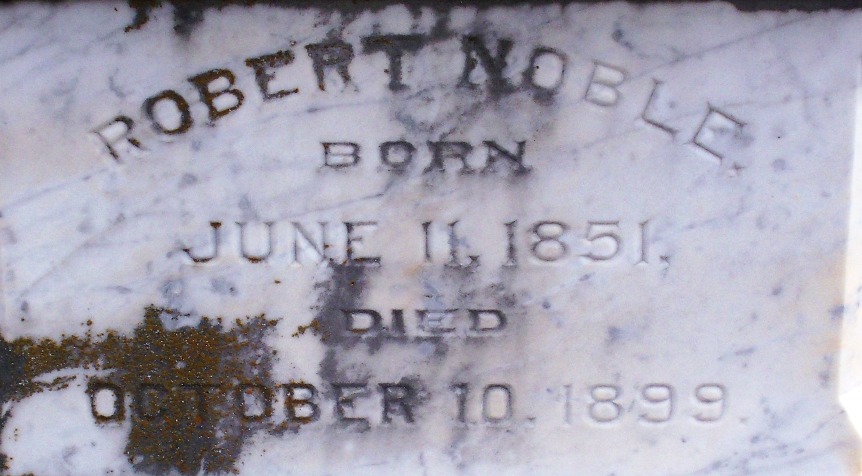 ROBERT NOBLE.
BORN
JUNE 11, 1851.
DIED
OCTOBER 10, 1899.